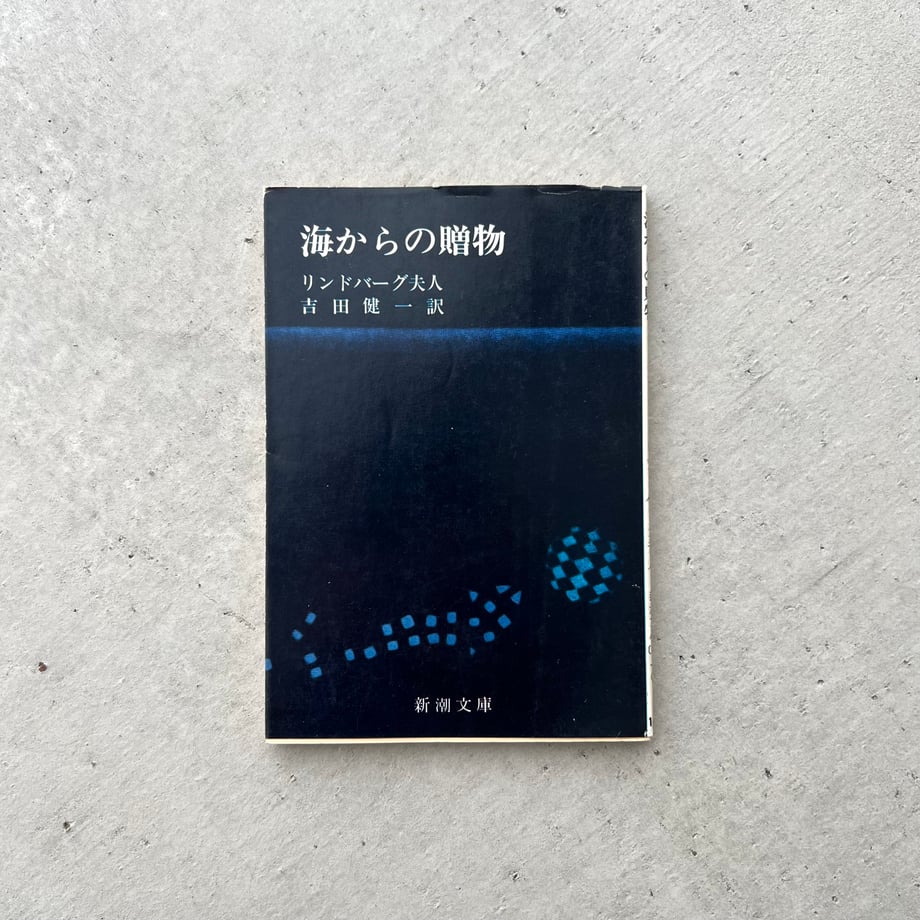 海からの贈物
リンドバーグ夫人
吉田健一訳
新潮文庫